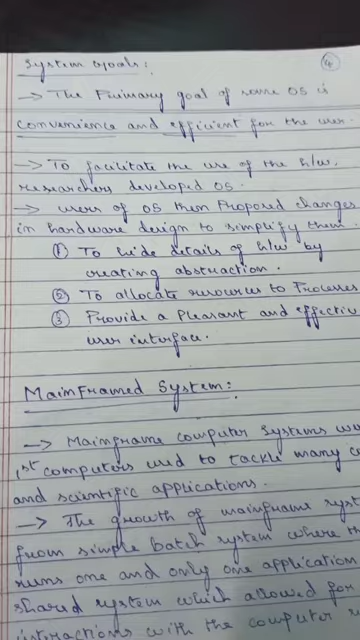 System Goals:
4
→ The Primary goal of some OS is
convenience and efficient for the user.
→ To facilitate the use of the h/w,
researchers developed OS.
→ users of OS then Proposed changes
in hardware design to simplify them.
① To hide details of h/w by
creating abstraction.
② To allocate resources to Processes
③ Provide a Pleasant and effectiv
user interface.
MainFramed System:
→ Mainframe computer systems we
1st computers used to tackle many c
and scientific applications.
→ The growth of mainframe syst
from simple batch system where th
runs one and only one application
shared system which allowed for
interactions with the computer